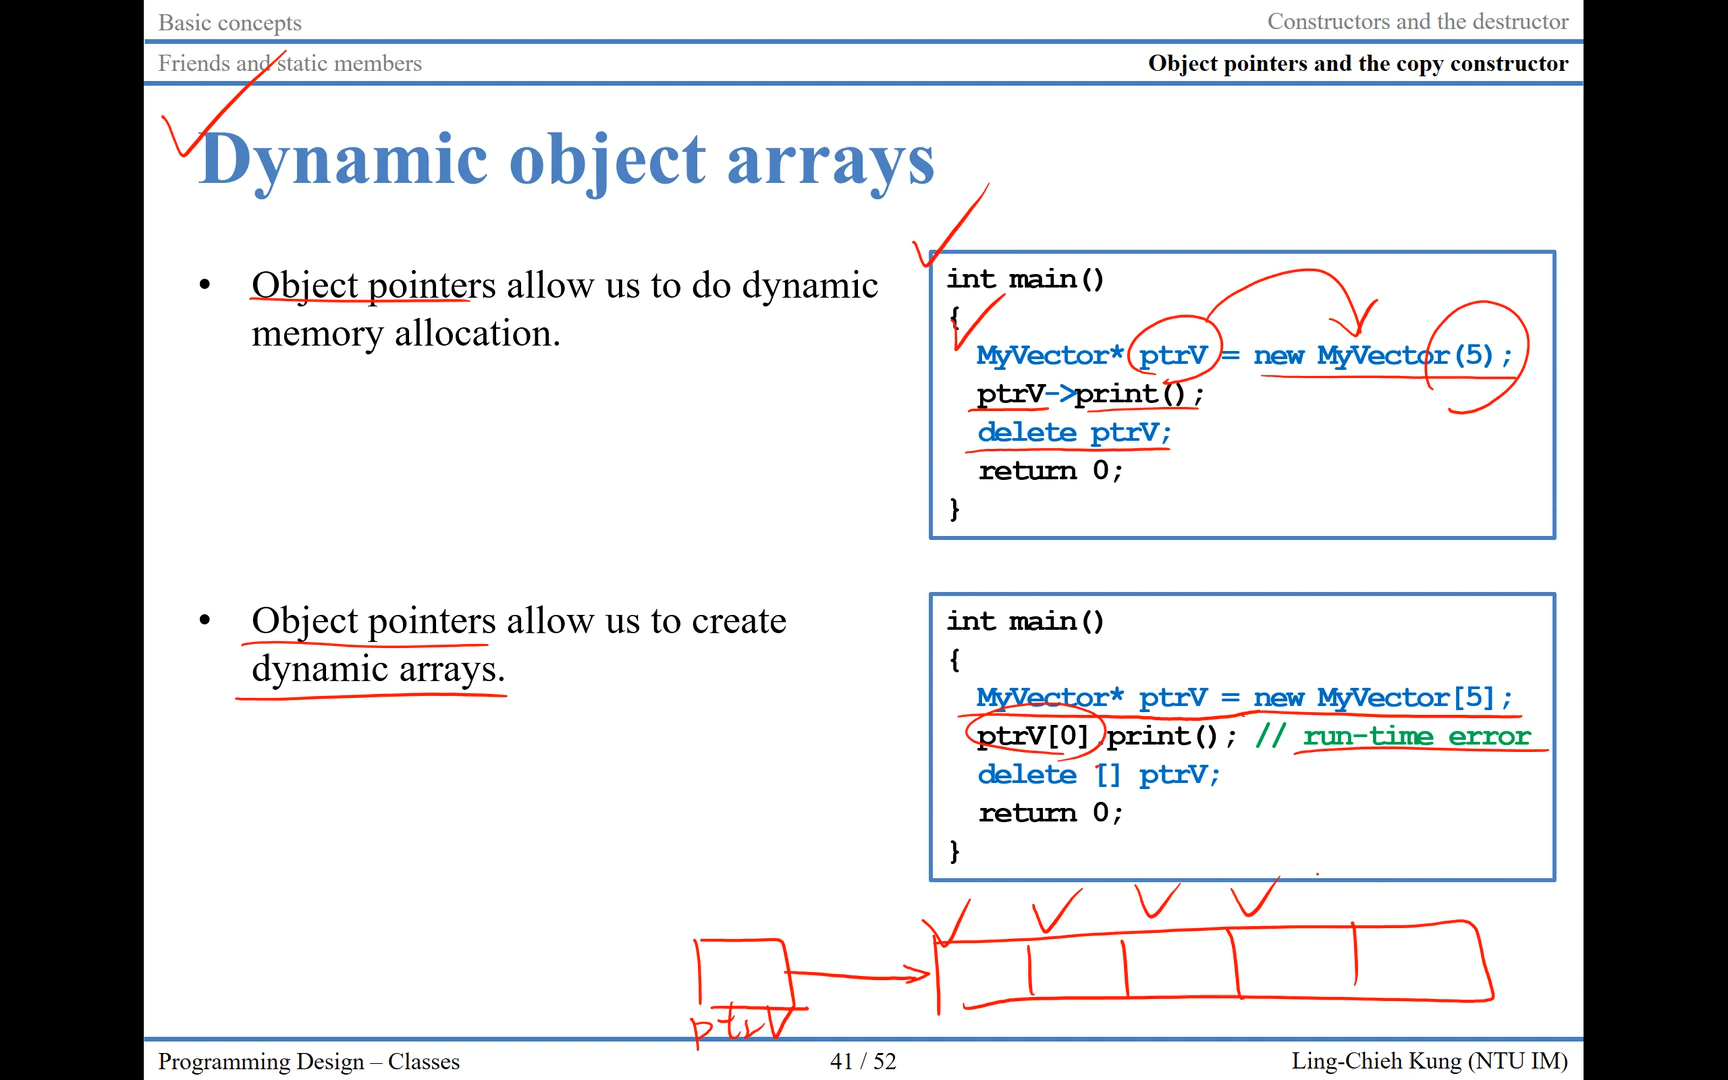 Basic concepts
Constructors and the destructor
Friends and static members
Object pointers and the copy constructor
Dynamic object arrays
• Object pointers allow us to do dynamic
memory allocation.
int main()
{
MyVector* ptrV = new MyVector(5);
ptrV->print();
delete ptrV;
return 0;
}
• Object pointers allow us to create
dynamic arrays.
int main()
{
MyVector* ptrV = new MyVector[5];
ptrV[0].print(); // run-time error
delete [] ptrV;
return 0;
}
ptrV
Programming Design – Classes
41 / 52
Ling-Chieh Kung (NTU IM)